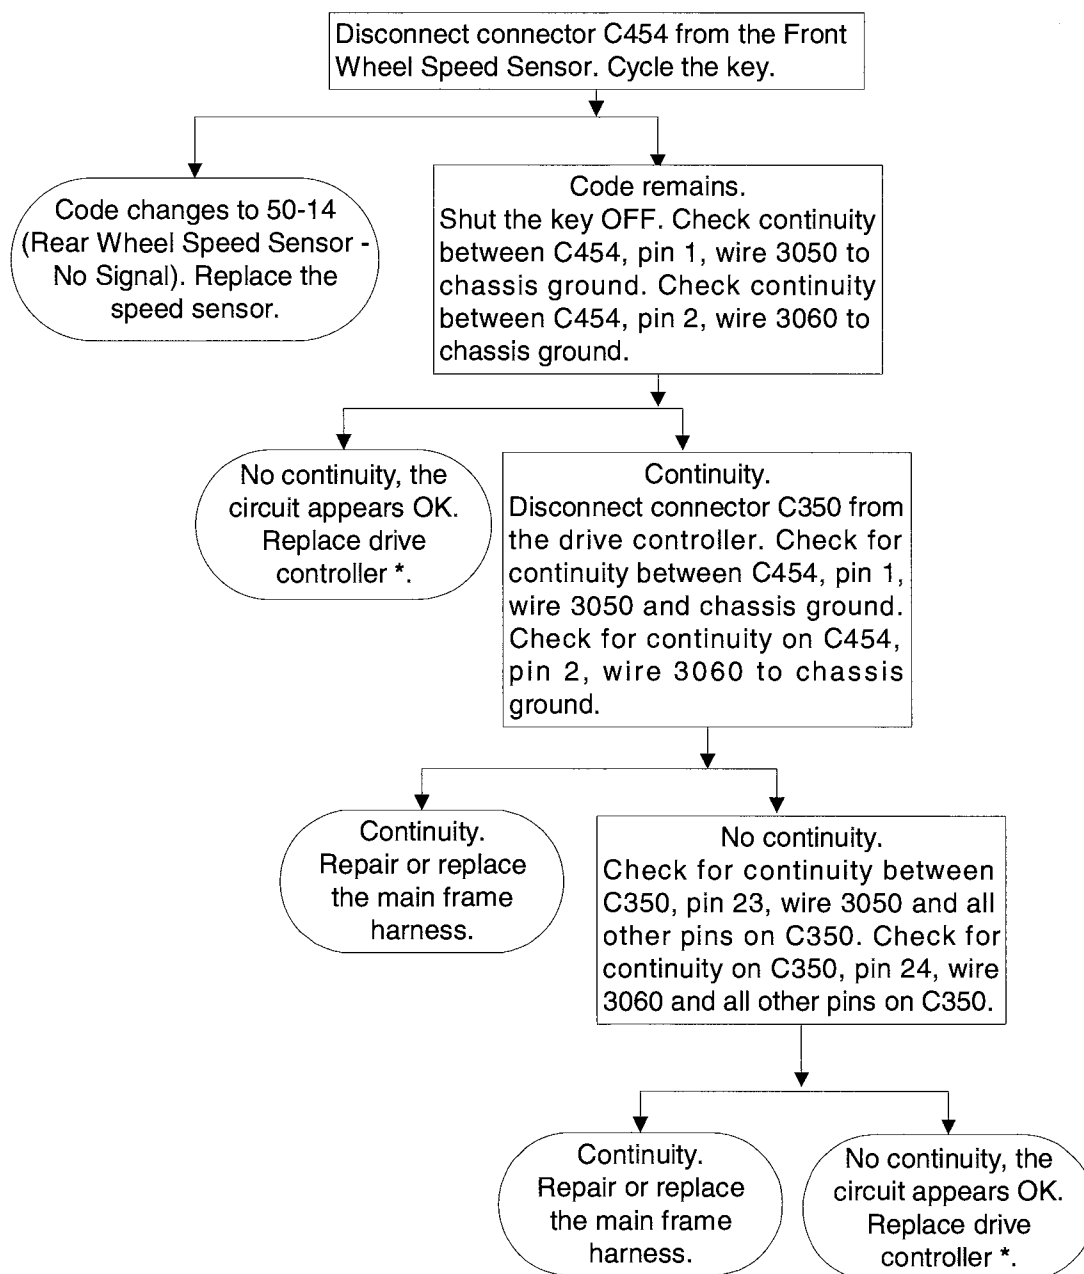 Disconnect connector C454 from the Front
Wheel Speed Sensor. Cycle the key.
Code changes to 50-14
(Rear Wheel Speed Sensor -
No Signal). Replace the
speed sensor.
Code remains.
Shut the key OFF. Check continuity
between C454, pin 1, wire 3050 to
chassis ground. Check continuity
between C454, pin 2, wire 3060 to
chassis ground.
No continuity, the
circuit appears OK.
Replace drive
controller *.
Continuity.
Disconnect connector C350 from
the drive controller. Check for
continuity between C454, pin 1,
wire 3050 and chassis ground.
Check for continuity on C454,
pin 2, wire 3060 to chassis
ground.
Continuity.
Repair or replace
the main frame
harness.
No continuity.
Check for continuity between
C350, pin 23, wire 3050 and all
other pins on C350. Check for
continuity on C350, pin 24, wire
3060 and all other pins on C350.
Continuity.
Repair or replace
the main frame
harness.
No continuity, the
circuit appears OK.
Replace drive
controller *.